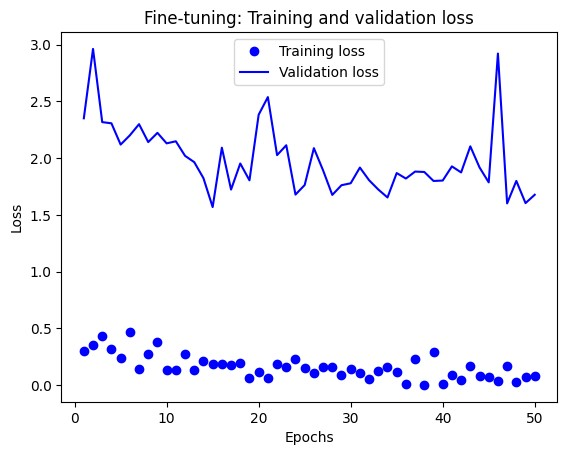 Fine-tuning: Training and validation loss
Training loss
Validation loss
3.0
2.5
2.0
1.5
1.0
0.5
0.0
Loss
0
10
20
30
40
50
Epochs